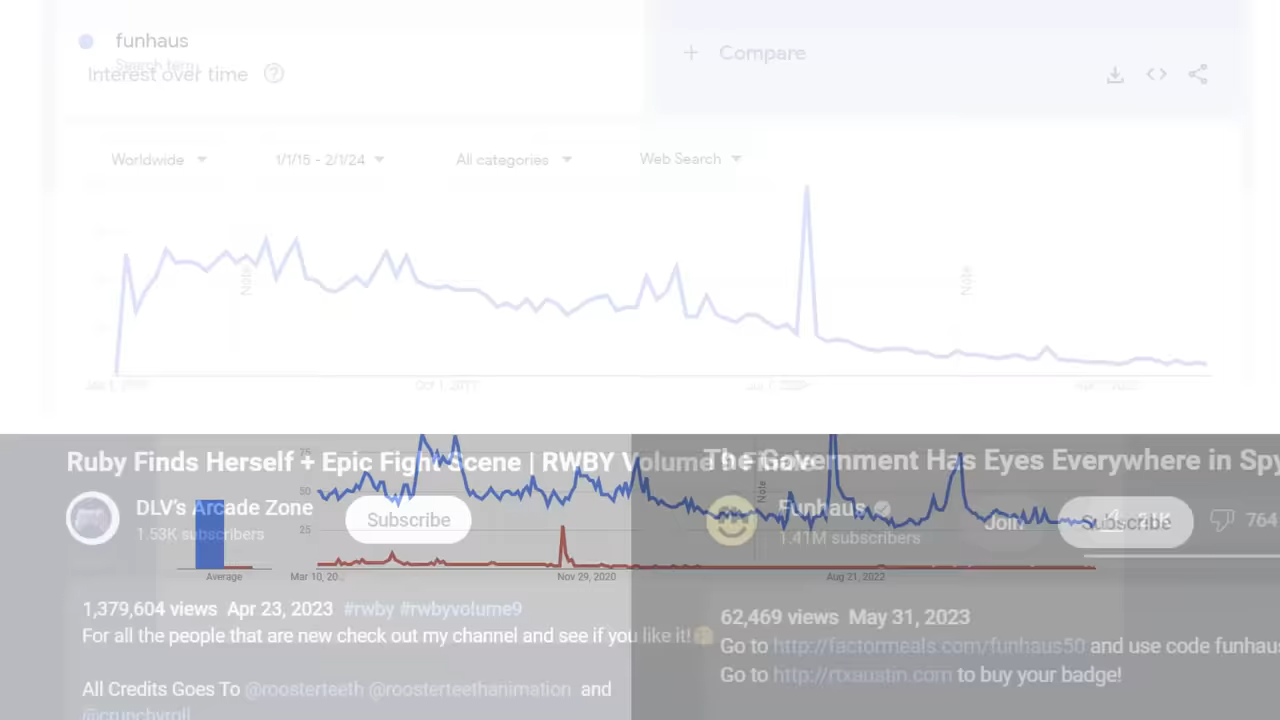 funhaus
Search term
Interest over time
+ Compare
Worldwide
1/1/15 - 2/1/24
All categories
Web Search
Note
Note
75
50
25
Note
Average
Mar 10, 20
Nov 29, 2020
Aug 21, 2022
Ruby Finds Herself + Epic Fight Scene | RWBY Volume 9 Finale
DLV's Arcade Zone
1.53K subscribers
Subscribe
1,379,604 views Apr 23, 2023 #rwby #rwbyvolume9
For all the people that are new check out my channel and see if you like it!
All Credits Goes To @roosterteeth @roosterteethanimation and
@crunchyroll
The Government Has Eyes Everywhere in Spy
Funhaus
1.41M subscribers
Join
Subscribe
764
62,469 views May 31, 2023
Go to http://factormeals.com/funhaus50 and use code funhaus
Go to http://rtxaustin.com to buy your badge!